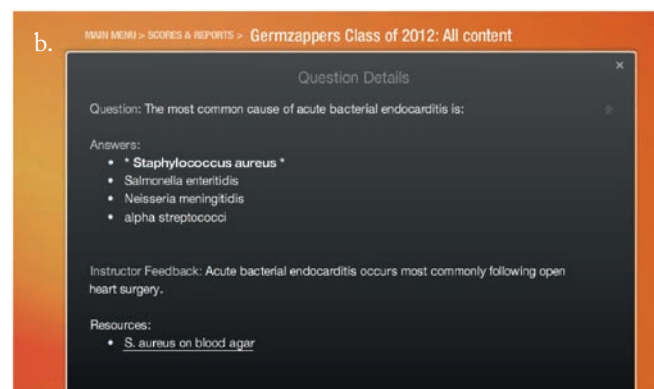 b.
MAIN MENU > SCORES & REPORTS > Germzappers Class of 2012: All content
×
Question Details
Question: The most common cause of acute bacterial endocarditis is:
Answers:
• * Staphylococcus aureus *
• Salmonella enteritidis
• Neisseria meningitidis
• alpha streptococci
Instructor Feedback: Acute bacterial endocarditis occurs most commonly following open
heart surgery.
Resources:
• S. aureus on blood agar